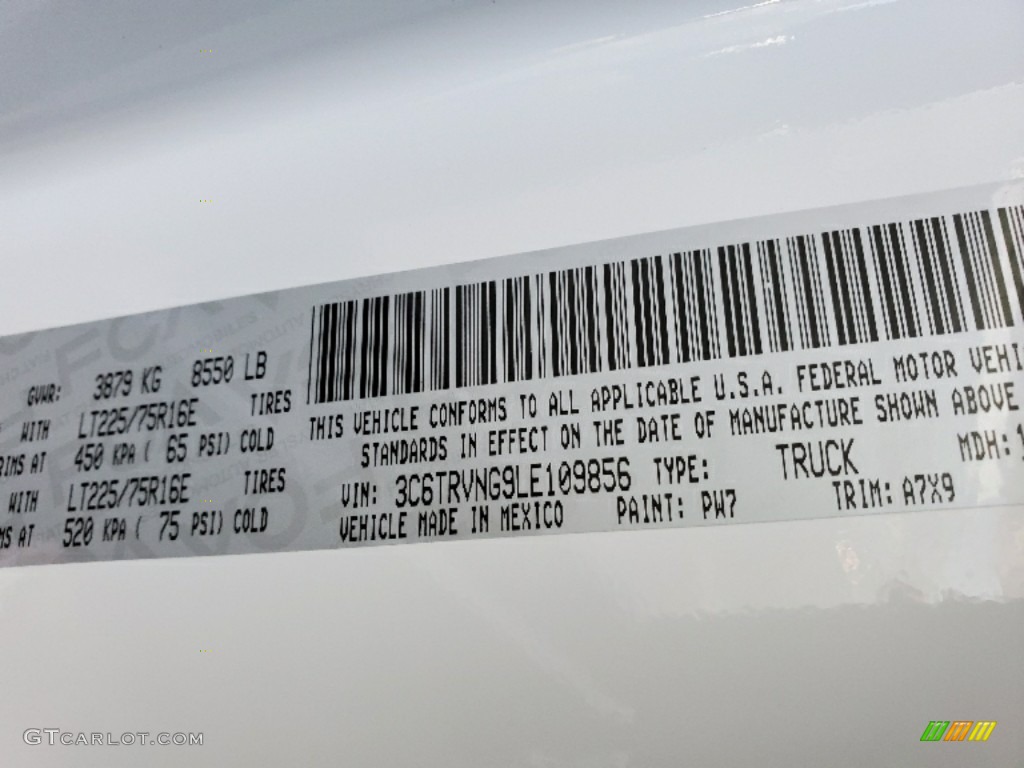 GVWR: 3879 KG 8550 LB
WITH LT225/75R16E TIRES
AT 450 KPA ( 65 PSI) COLD
WITH LT225/75R16E TIRES
AT 520 KPA ( 75 PSI) COLD
THIS VEHICLE CONFORMS TO ALL APPLICABLE U.S.A. FEDERAL MOTOR VEHI
STANDARDS IN EFFECT ON THE DATE OF MANUFACTURE SHOWN ABOVE
VIN: 3C6TRVNG9LE109856 TYPE: TRUCK MDH: 1
VEHICLE MADE IN MEXICO PAINT: PW7 TRIM: A7X9
GTCARLOT.COM